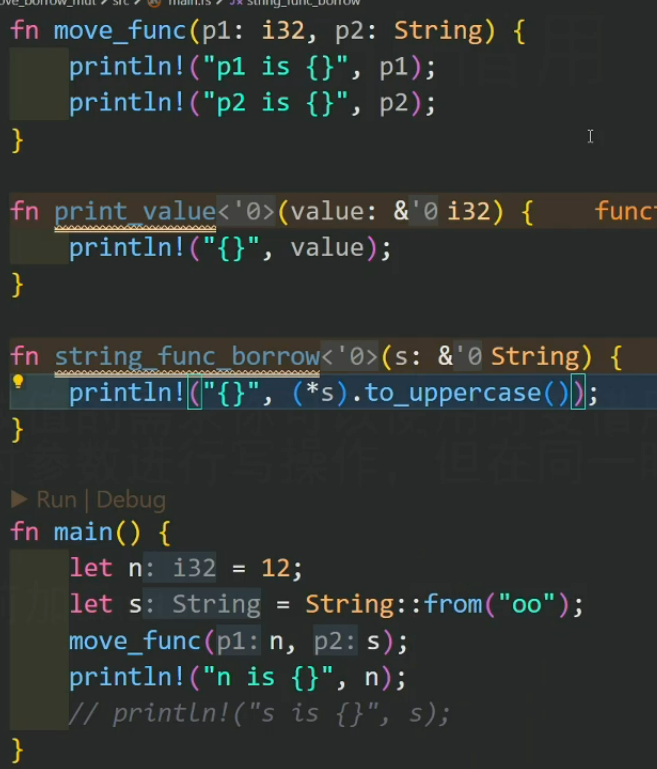 src > main.rs > string_func_borrow
fn move_func(p1: i32, p2: String) {
println!("p1 is {}", p1);
println!("p2 is {}", p2);
}
fn print_value<'0>(value: &'0 i32) {
println!("{}", value);
}
fn string_func_borrow<'0>(s: &'0 String) {
println!("{}", (*s).to_uppercase());
}
▶ Run | Debug
fn main() {
let n: i32 = 12;
let s: String = String::from("oo");
move_func(p1: n, p2: s);
println!("n is {}", n);
// println!("s is {}", s);
}